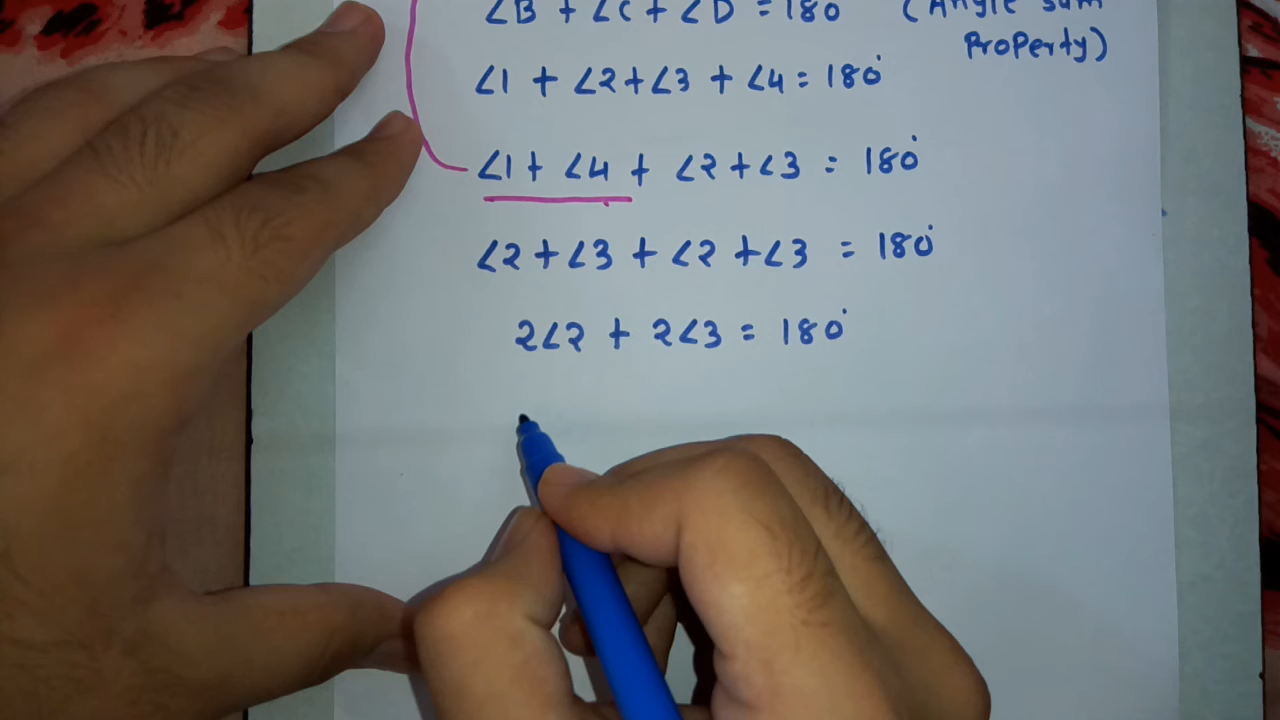 ∠B + ∠C + ∠D = 180 (Angle sum
Property)
∠1 + ∠2 + ∠3 + ∠4 = 180°
∠1 + ∠4 + ∠2 + ∠3 = 180°
∠2 + ∠3 + ∠2 + ∠3 = 180°
2∠2 + 2∠3 = 180°